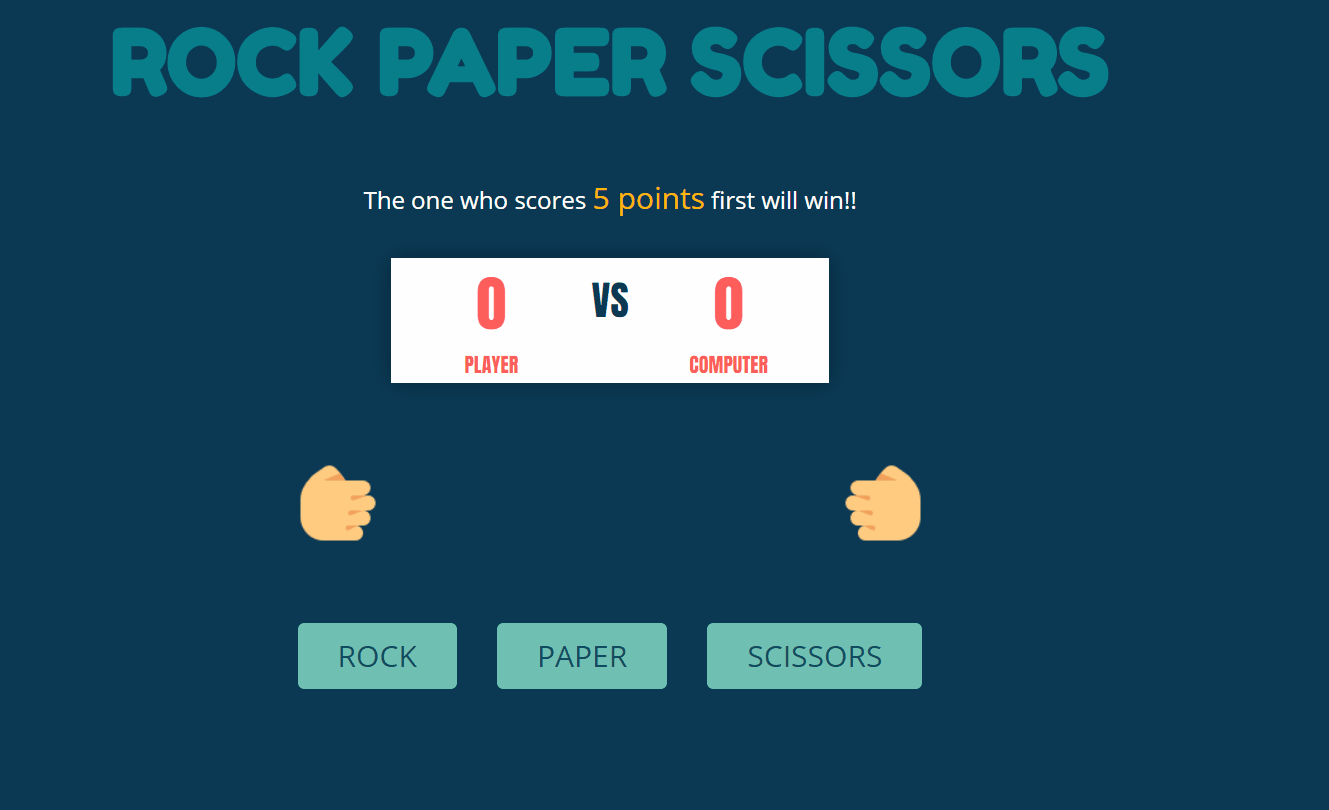 ROCK PAPER SCISSORS
The one who scores 5 points first will win!!
0 VS 0
PLAYER COMPUTER
ROCK PAPER SCISSORS